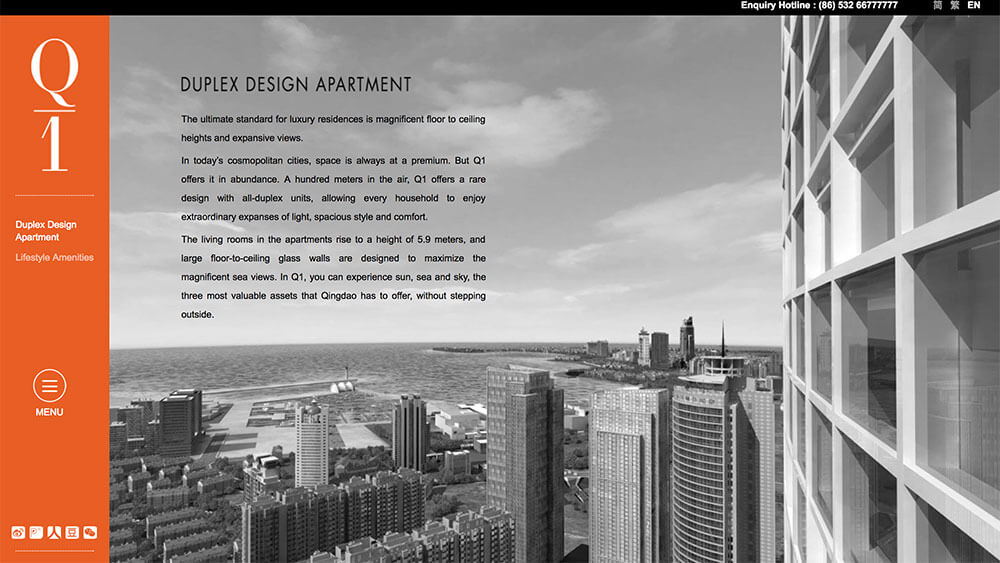 Enquiry Hotline : (86) 532 66777777
简 繁 EN
Q
1
Duplex Design
Apartment
Lifestyle Amenities
MENU
DUPLEX DESIGN APARTMENT
The ultimate standard for luxury residences is magnificent floor to ceiling
heights and expansive views.
In today's cosmopolitan cities, space is always at a premium. But Q1
offers it in abundance. A hundred meters in the air, Q1 offers a rare
design with all-duplex units, allowing every household to enjoy
extraordinary expanses of light, spacious style and comfort.
The living rooms in the apartments rise to a height of 5.9 meters, and
large floor-to-ceiling glass walls are designed to maximize the
magnificent sea views. In Q1, you can experience sun, sea and sky, the
three most valuable assets that Qingdao has to offer, without stepping
outside.